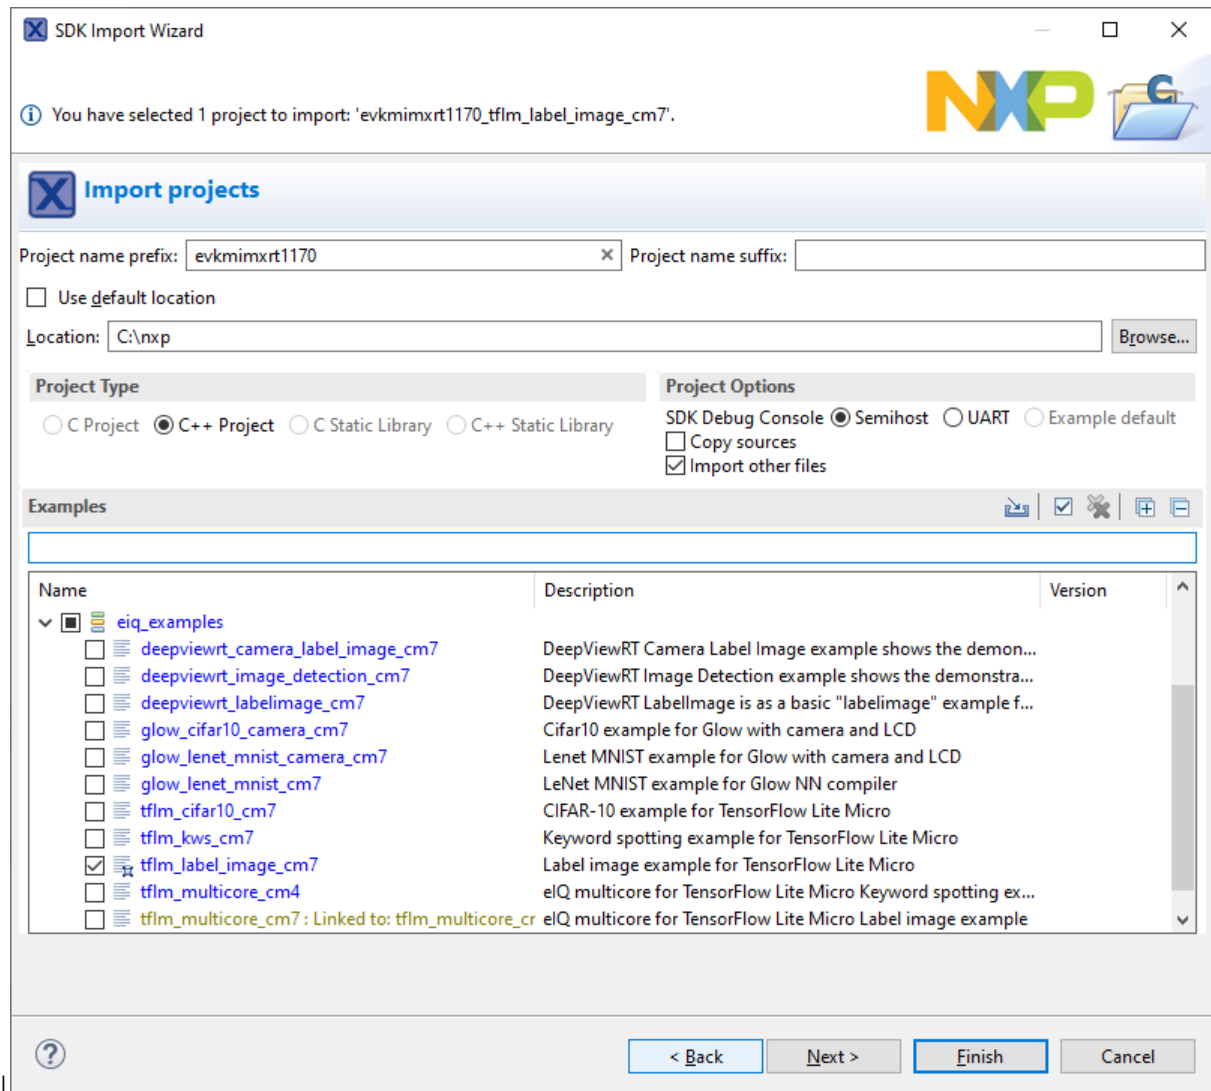 SDK Import Wizard
You have selected 1 project to import: 'evkmimxrt1170_tflm_label_image_cm7'.
NXP
C
X Import projects
Project name prefix: evkmimxrt1170 Project name suffix:
Use default location
Location: C:\nxp Browse...
Project Type Project Options
C Project C++ Project C Static Library C++ Static Library SDK Debug Console Semihost UART Example default
Copy sources
Import other files
Examples
Name Description Version
eiq_examples
deepviewrt_camera_label_image_cm7 DeepViewRT Camera Label Image example shows the demon...
deepviewrt_image_detection_cm7 DeepViewRT Image Detection example shows the demonstra...
deepviewrt_labelimage_cm7 DeepViewRT LabelImage is as a basic "labelimage" example f...
glow_cifar10_camera_cm7 Cifar10 example for Glow with camera and LCD
glow_lenet_mnist_camera_cm7 Lenet MNIST example for Glow with camera and LCD
glow_lenet_mnist_cm7 LeNet MNIST example for Glow NN compiler
tflm_cifar10_cm7 CIFAR-10 example for TensorFlow Lite Micro
tflm_kws_cm7 Keyword spotting example for TensorFlow Lite Micro
tflm_label_image_cm7 Label image example for TensorFlow Lite Micro
tflm_multicore_cm4 eIQ multicore for TensorFlow Lite Micro Keyword spotting ex...
tflm_multicore_cm7 : Linked to: tflm_multicore_cr eIQ multicore for TensorFlow Lite Micro Label image example
? < Back Next > Finish Cancel